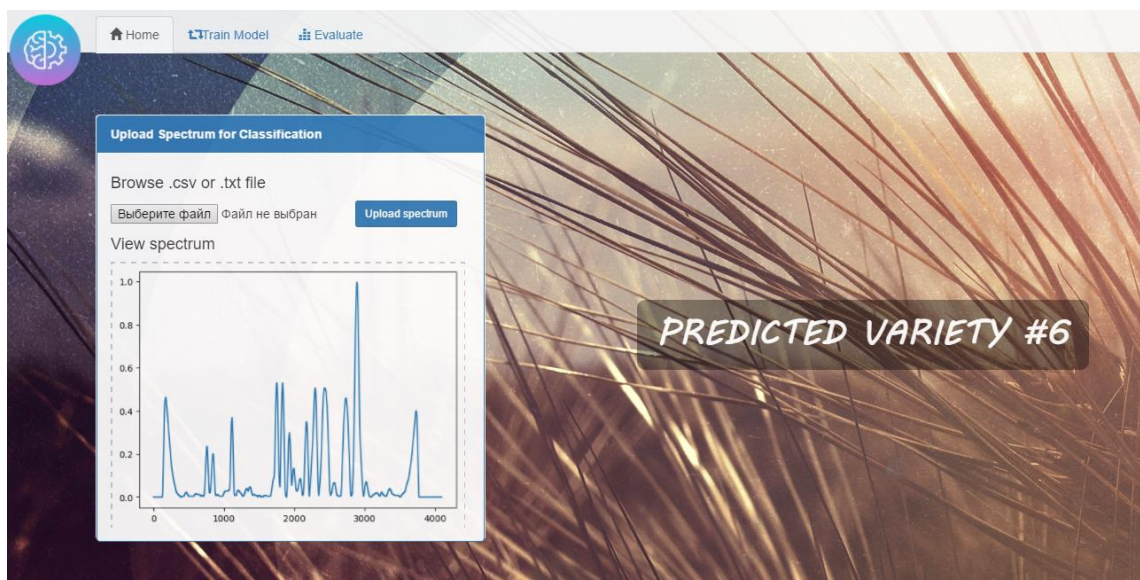 Home Train Model Evaluate
Upload Spectrum for Classification
Browse .csv or .txt file
Выберите файл Файл не выбран Upload spectrum
View spectrum
1.0
0.8
0.6
0.4
0.2
0.0
0 1000 2000 3000 4000
PREDICTED VARIETY #6